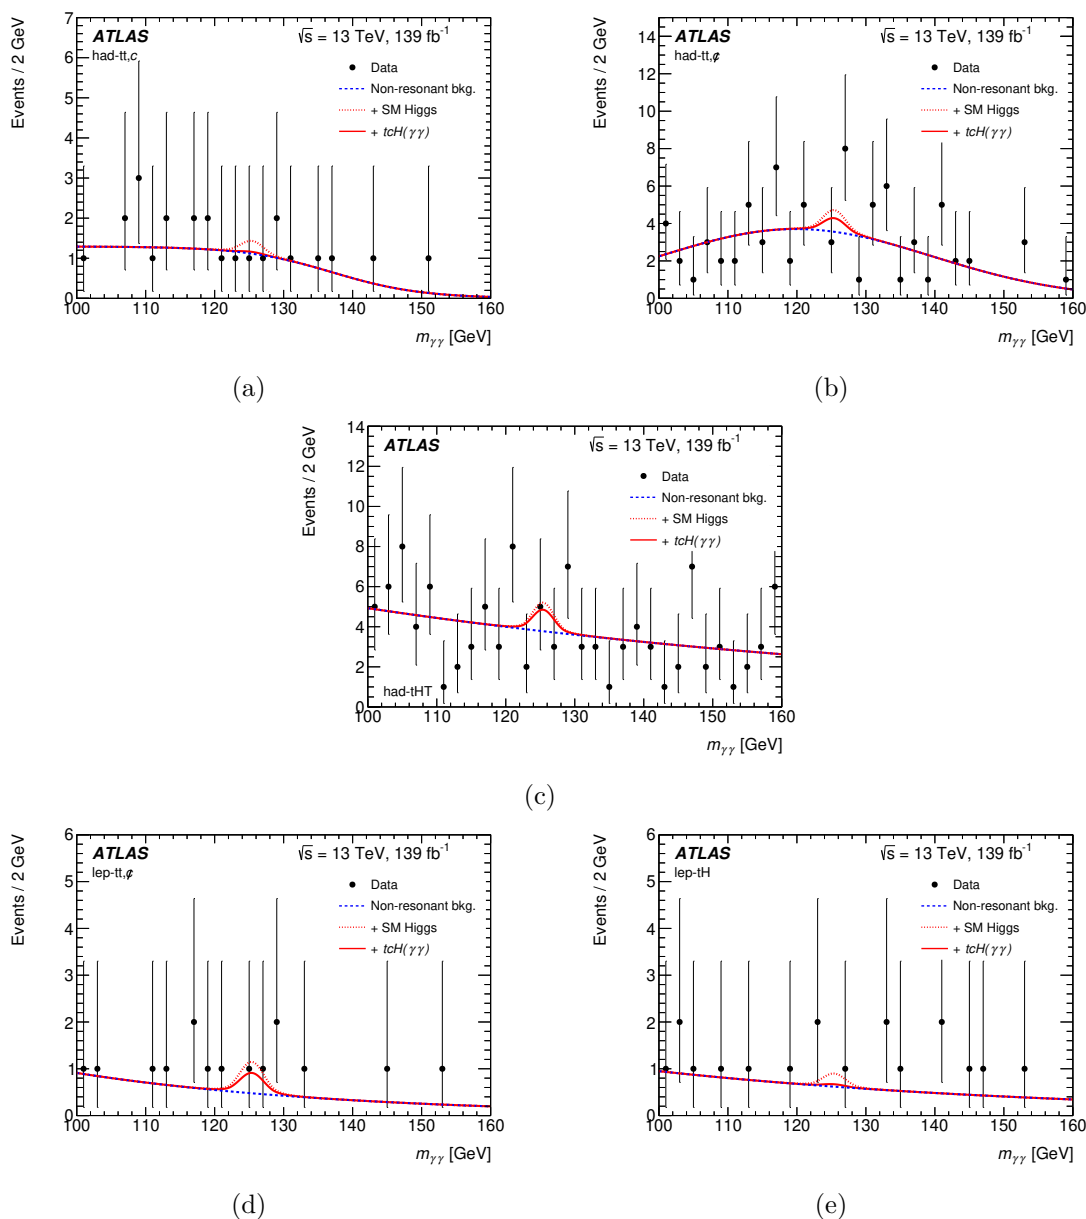 ATLAS
√s = 13 TeV, 139 fb-1
had-tt,c
Data
Non-resonant bkg.
+ SM Higgs
+ tcH(γγ)
Events / 2 GeV
7
6
5
4
3
2
1
0
100 110 120 130 140 150 160
mγγ [GeV]
(a)
ATLAS
√s = 13 TeV, 139 fb-1
had-tt,ȼ
Data
Non-resonant bkg.
+ SM Higgs
+ tcH(γγ)
Events / 2 GeV
14
12
10
8
6
4
2
0
100 110 120 130 140 150 160
mγγ [GeV]
(b)
ATLAS
√s = 13 TeV, 139 fb-1
Data
Non-resonant bkg.
+ SM Higgs
+ tcH(γγ)
had-tHT
Events / 2 GeV
14
12
10
8
6
4
2
0
100 110 120 130 140 150 160
mγγ [GeV]
(c)
ATLAS
√s = 13 TeV, 139 fb-1
lep-tt,ȼ
Data
Non-resonant bkg.
+ SM Higgs
+ tcH(γγ)
Events / 2 GeV
6
5
4
3
2
1
0
100 110 120 130 140 150 160
mγγ [GeV]
(d)
ATLAS
√s = 13 TeV, 139 fb-1
lep-tH
Data
Non-resonant bkg.
+ SM Higgs
+ tcH(γγ)
Events / 2 GeV
6
5
4
3
2
1
0
100 110 120 130 140 150 160
mγγ [GeV]
(e)